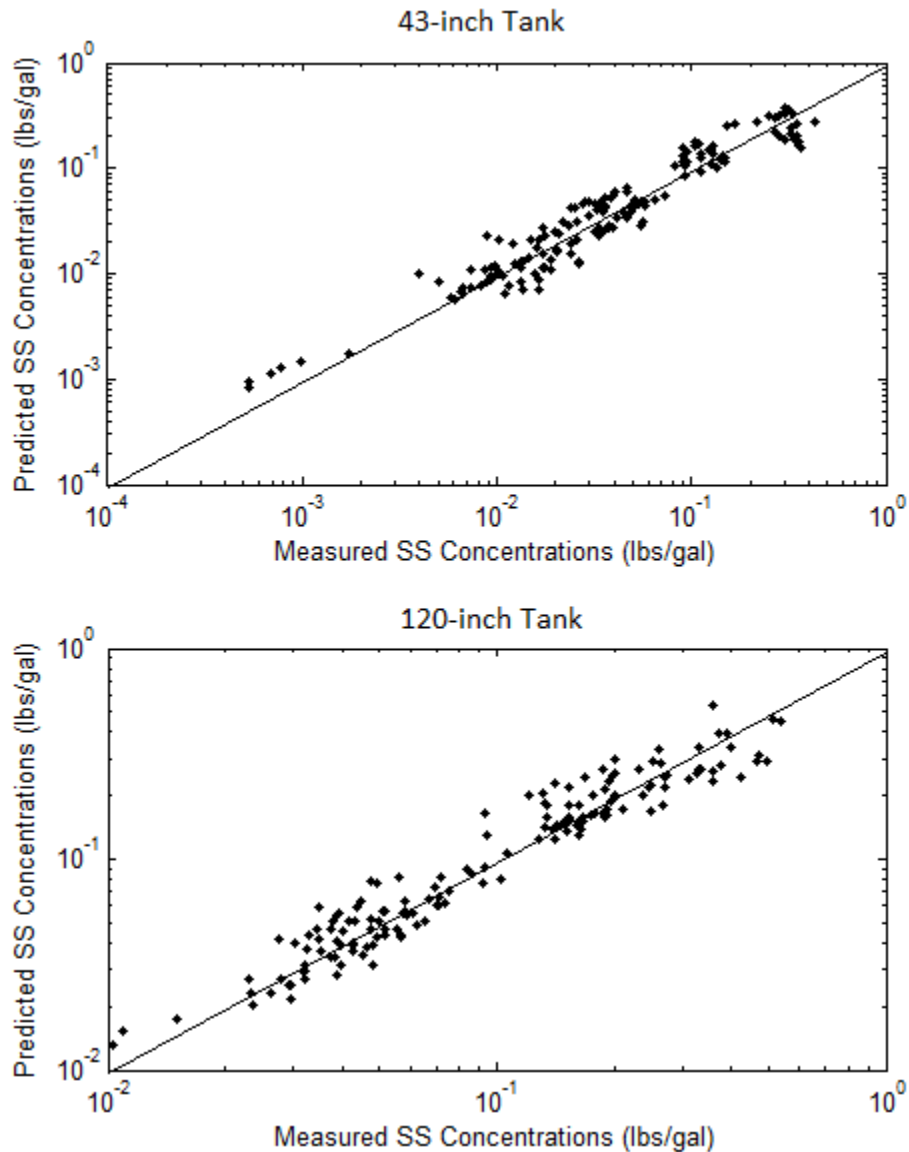 43-inch Tank
Predicted SS Concentrations (lbs/gal)
10^0
10^-1
10^-2
10^-3
10^-4
10^-4 10^-3 10^-2 10^-1 10^0
Measured SS Concentrations (lbs/gal)
120-inch Tank
Predicted SS Concentrations (lbs/gal)
10^0
10^-1
10^-2
10^-2 10^-1 10^0
Measured SS Concentrations (lbs/gal)